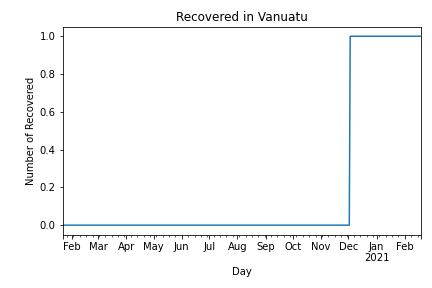 Recovered in Vanuatu
1.0
0.8
0.6
0.4
0.2
0.0
Number of Recovered
Feb Mar Apr May Jun Jul Aug Sep Oct Nov Dec Jan Feb
2021
Day